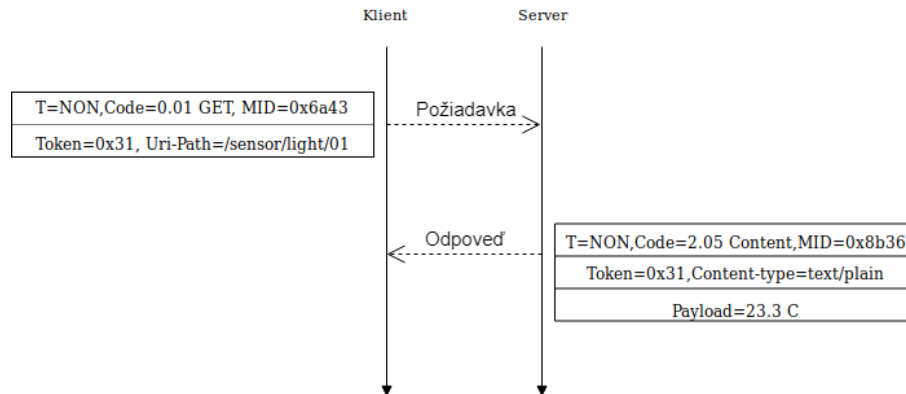 Klient
Server
T=NON,Code=0.01 GET, MID=0x6a43
Token=0x31, Uri-Path=/sensor/light/01
Požiadavka
Odpoveď
T=NON,Code=2.05 Content,MID=0x8b36
Token=0x31,Content-type=text/plain
Payload=23.3 C